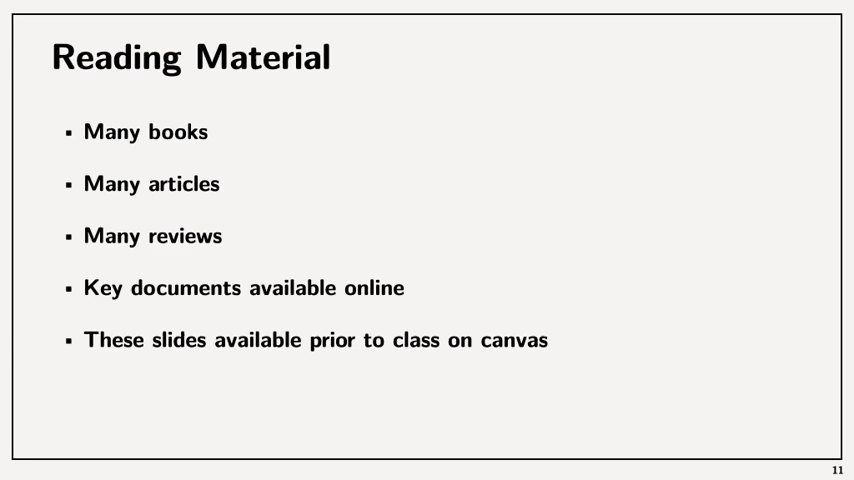 Reading Material
▪ Many books
▪ Many articles
▪ Many reviews
▪ Key documents available online
▪ These slides available prior to class on canvas
11